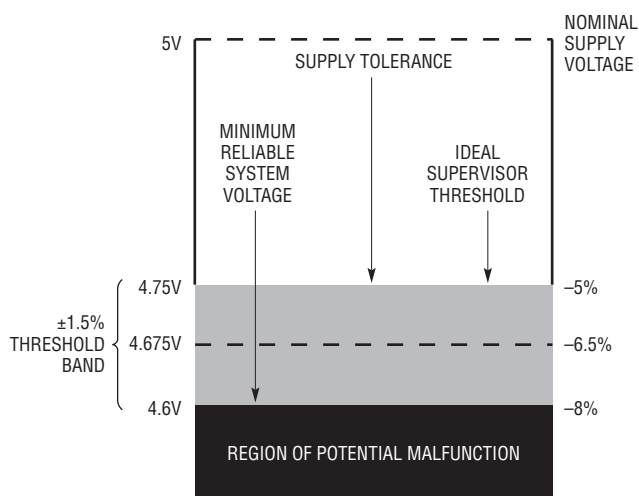 NOMINAL
SUPPLY
VOLTAGE
5V
SUPPLY TOLERANCE
MINIMUM
RELIABLE
SYSTEM
VOLTAGE
IDEAL
SUPERVISOR
THRESHOLD
4.75V
–5%
±1.5%
THRESHOLD
BAND
4.675V
–6.5%
4.6V
–8%
REGION OF POTENTIAL MALFUNCTION